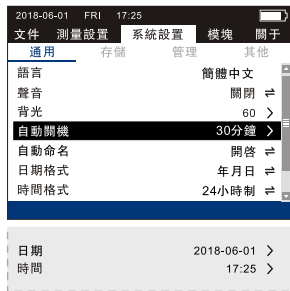 2018-06-01 FRI 17:25
文件 測量設置 系統設置 模塊 關于
通用 存儲 管理 其他
語言 簡體中文
聲音 關閉 ⇌
背光 60 >
自動關機 30分鐘 >
自動命名 開啓 ⇌
日期格式 年月日 ⇌
時間格式 24小時制 ⇌
日期 2018-06-01 >
時間 17:25 >